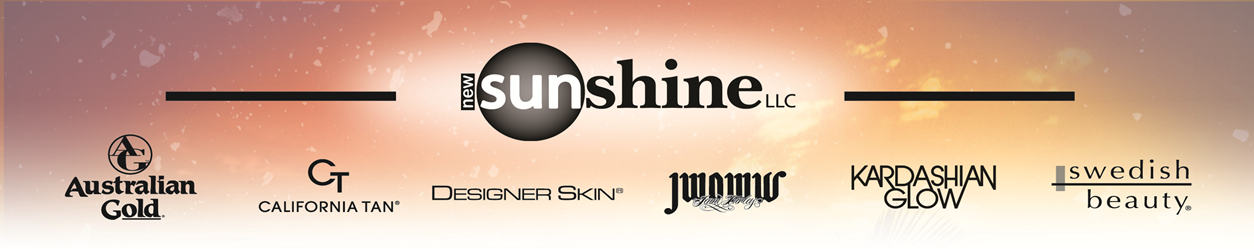 new sunshine LLC
AG
Australian
Gold.
CT
CALIFORNIA TAN®
DESIGNER SKIN®
JWOWW
KARDASHIAN
GLOW
swedish
beauty®